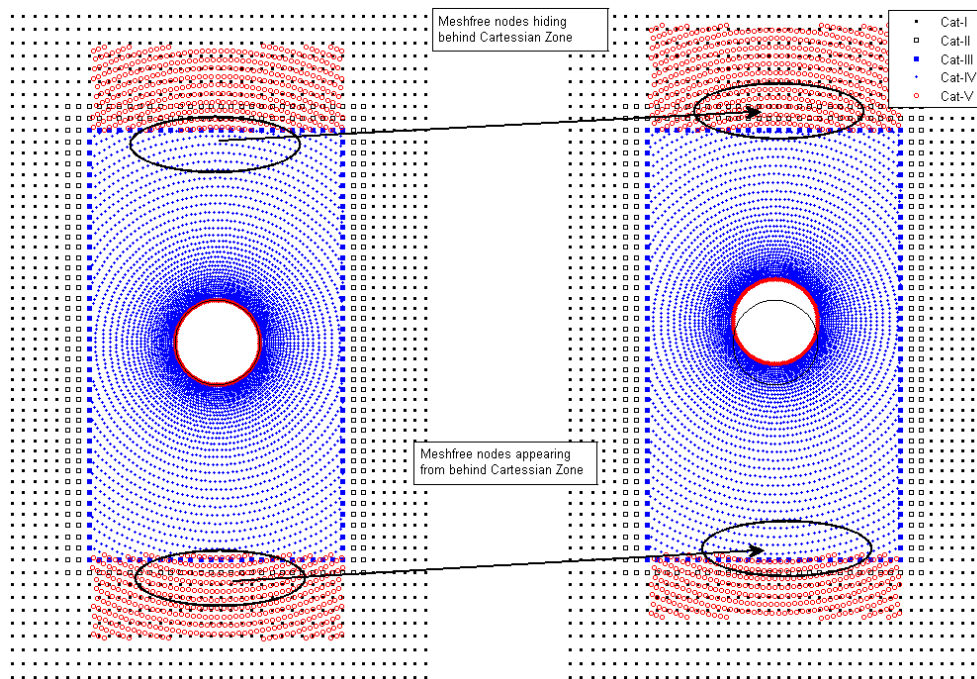 Meshfree nodes hiding
behind Cartessian Zone
Cat-I
Cat-II
Cat-III
Cat-IV
Cat-V
Meshfree nodes appearing
from behind Cartessian Zone